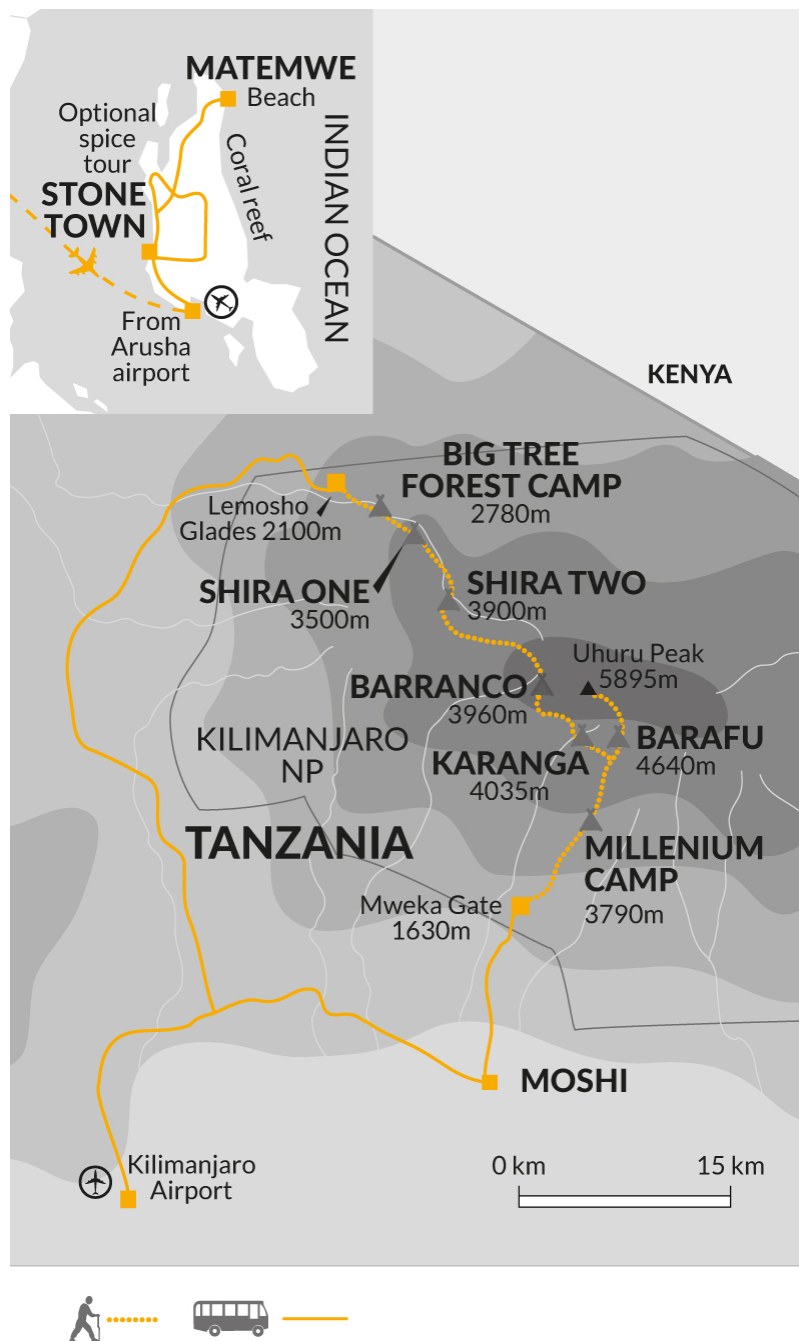 MATEMWE
Beach
Optional
spice
tour
STONE
TOWN
Coral reef
INDIAN OCEAN
From
Arusha
airport
KENYA
BIG TREE
FOREST CAMP
2780m
Lemosho
Glades 2100m
SHIRA ONE
3500m
SHIRA TWO
3900m
Uhuru Peak
5895m
BARRANCO
3960m
KILIMANJARO
NP
KARANGA
4035m
BARAFU
4640m
TANZANIA
MILLENIUM
CAMP
3790m
Mweka Gate
1630m
MOSHI
Kilimanjaro
Airport
0 km
15 km